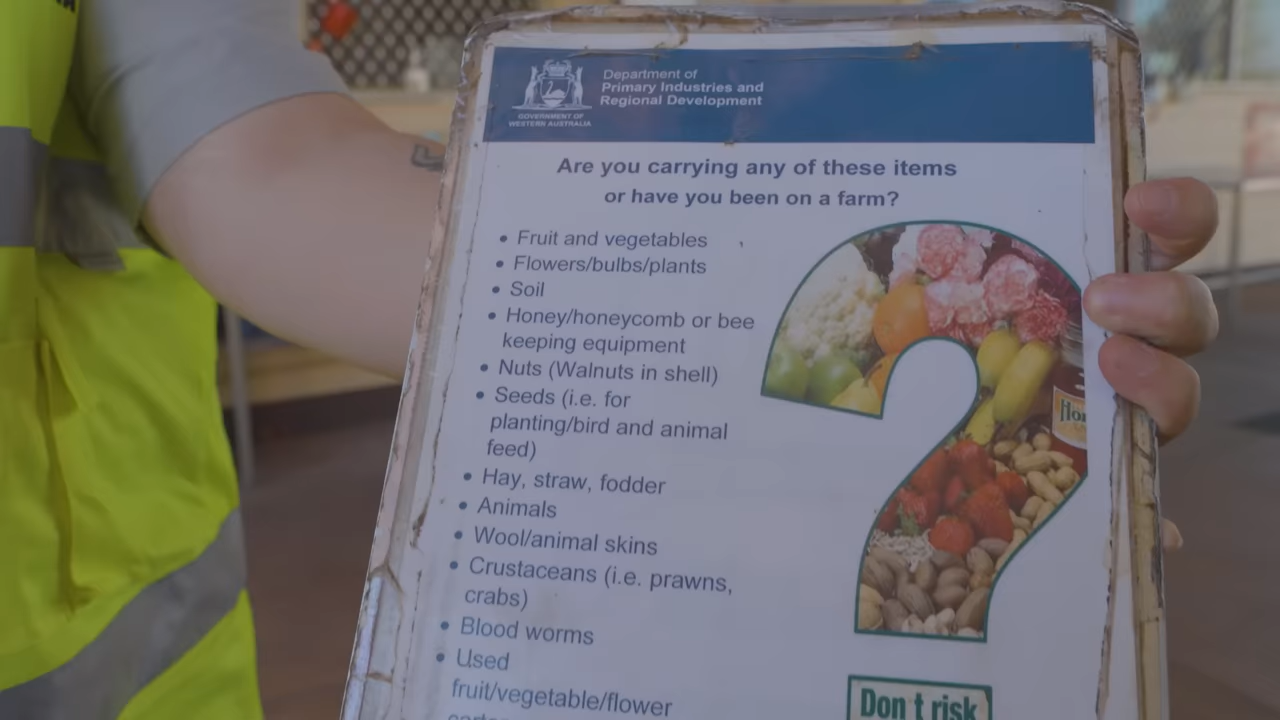 Department of
Primary Industries and
Regional Development
GOVERNMENT OF
WESTERN AUSTRALIA
Are you carrying any of these items
or have you been on a farm?
• Fruit and vegetables
• Flowers/bulbs/plants
• Soil
• Honey/honeycomb or bee
keeping equipment
• Nuts (Walnuts in shell)
• Seeds (i.e. for
planting/bird and animal
feed)
• Hay, straw, fodder
• Animals
• Wool/animal skins
• Crustaceans (i.e. prawns,
crabs)
• Blood worms
• Used
fruit/vegetable/flower
Hon
Don t risk